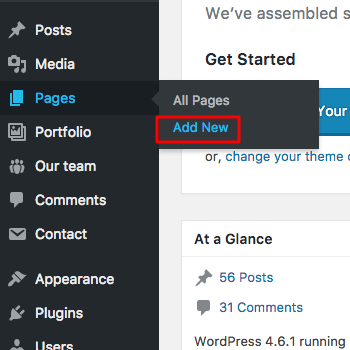 Posts
Media
Pages
Portfolio
Our team
Comments
Contact
Appearance
Plugins
Users
All Pages
Add New
We've assembled s
Get Started
Your
or, change your theme c
At a Glance
56 Posts
31 Comments
WordPress 4.6.1 running